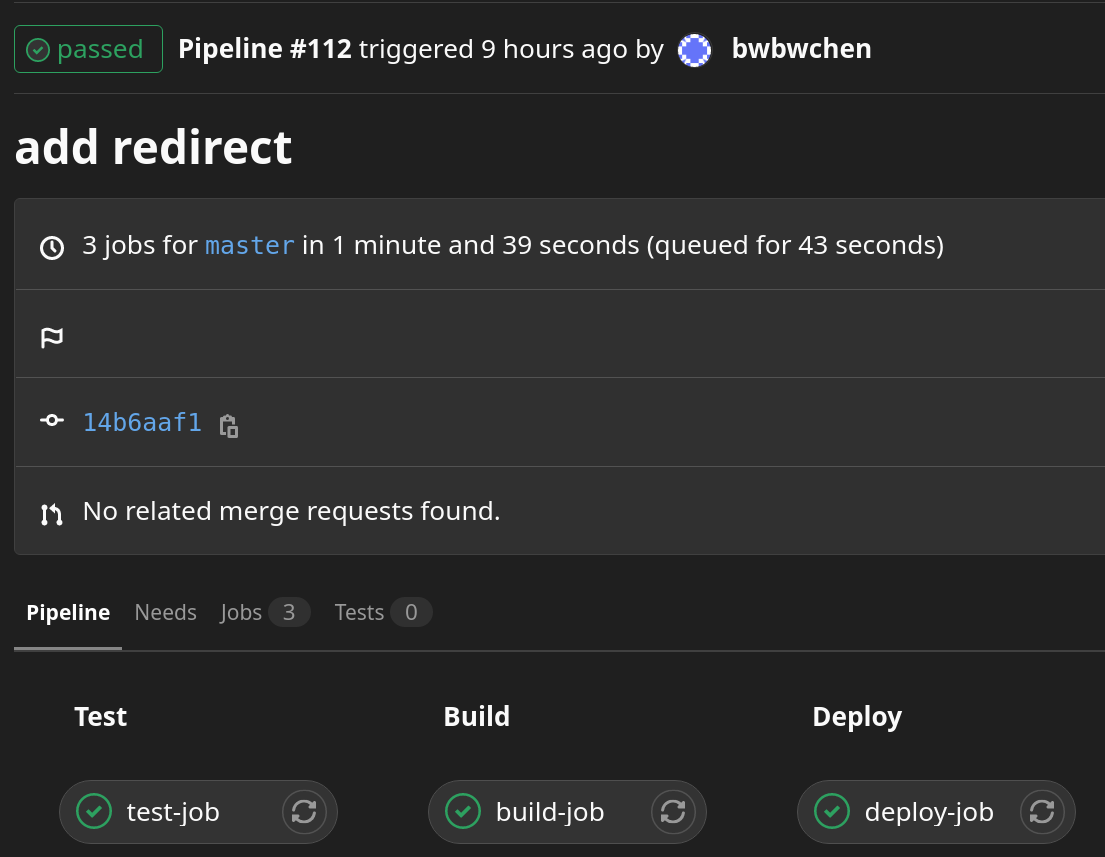 passed Pipeline #112 triggered 9 hours ago by bwbwchen
add redirect
3 jobs for master in 1 minute and 39 seconds (queued for 43 seconds)
14b6aaf1
No related merge requests found.
Pipeline Needs Jobs 3 Tests 0
Test Build Deploy
test-job build-job deploy-job